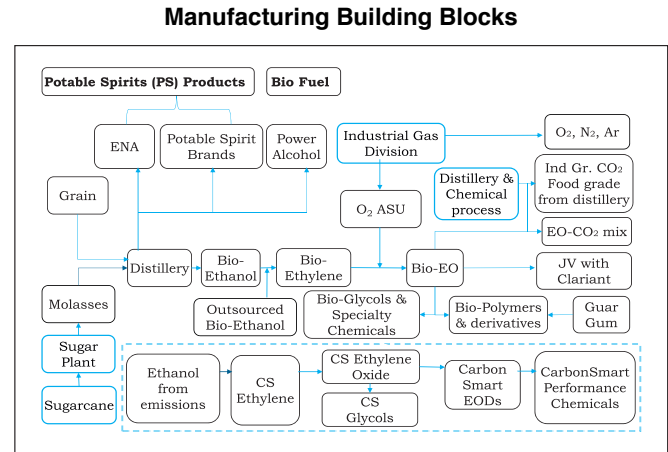 Manufacturing Building Blocks
Potable Spirits (PS) Products
Bio Fuel
ENA
Potable Spirit
Brands
Power
Alcohol
Industrial Gas
Division
O₂, N₂, Ar
Grain
Distillery &
Chemical
process
Ind Gr. CO₂
Food grade
from distillery
O₂ ASU
EO-CO₂ mix
Distillery
Bio-
Ethanol
Bio-
Ethylene
Bio-EO
JV with
Clariant
Molasses
Outsourced
Bio-Ethanol
Bio-Glycols &
Specialty
Chemicals
Bio-Polymers
& derivatives
Guar
Gum
Sugar
Plant
Sugarcane
Ethanol
from
emissions
CS
Ethylene
CS Ethylene
Oxide
CS
Glycols
Carbon
Smart
EODs
CarbonSmart
Performance
Chemicals